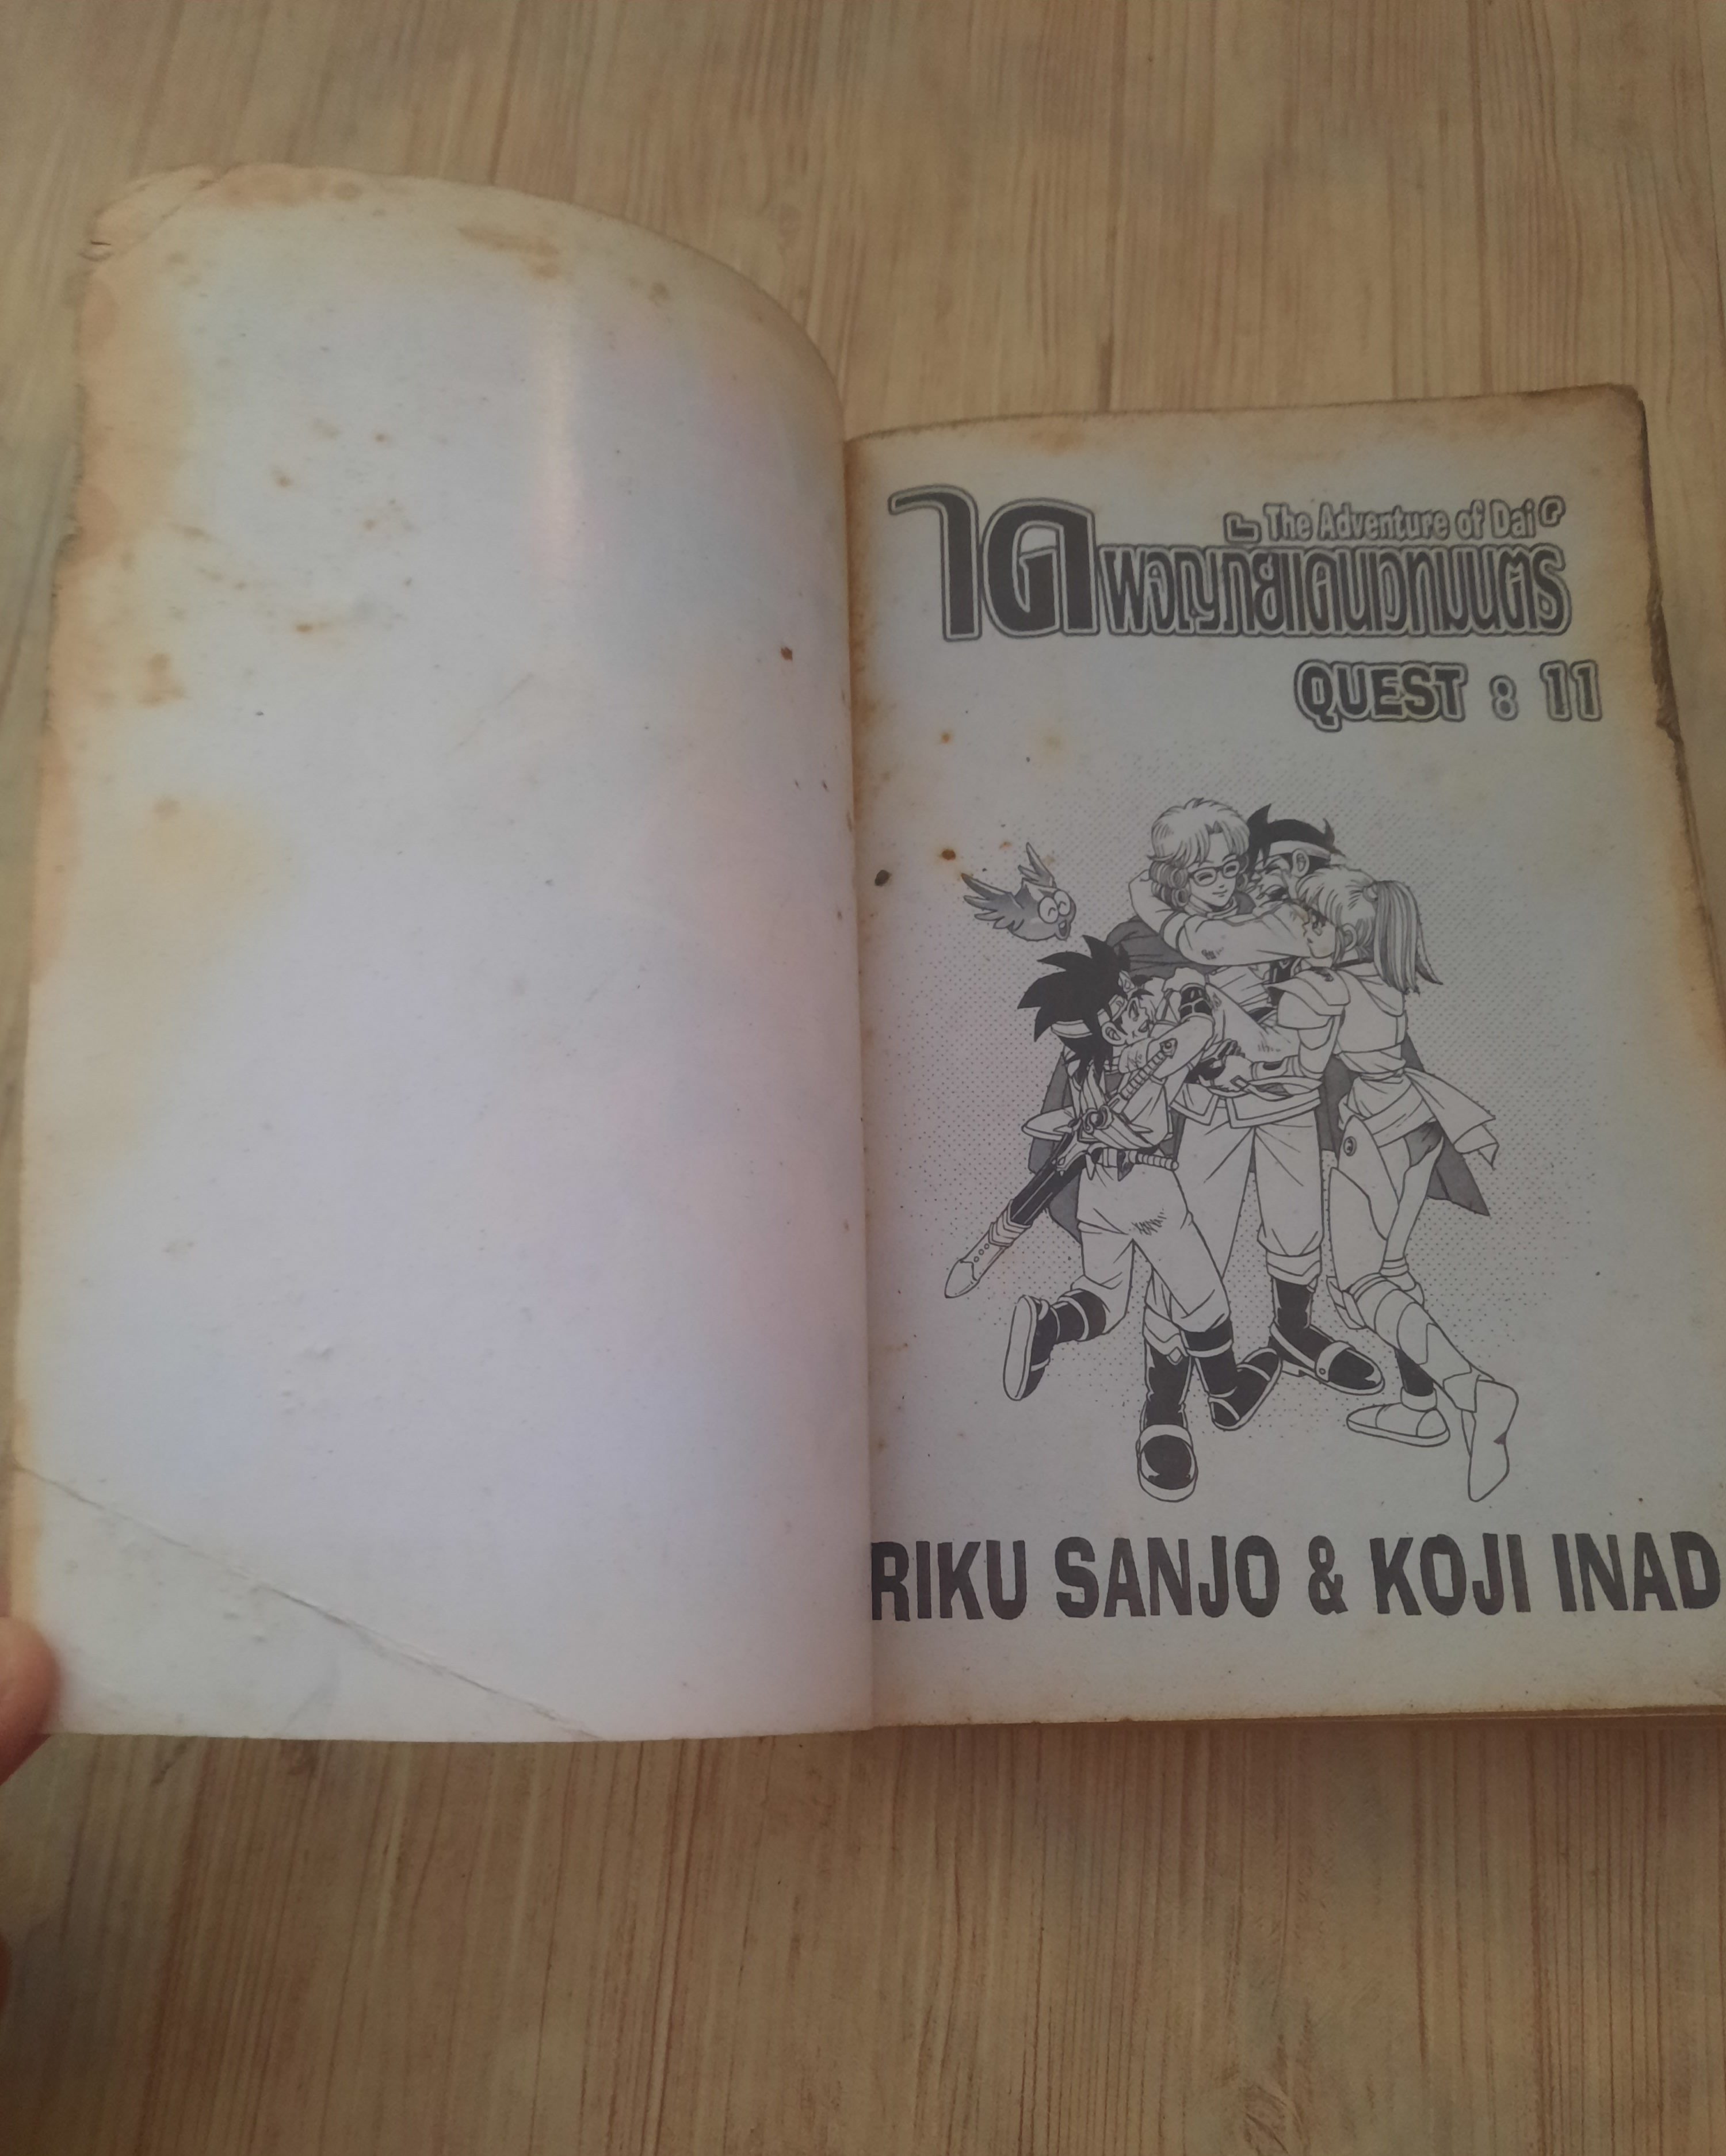 「 The Adventure of Dai 」
ได ผจญภัยแดนเวทมนตร์
QUEST : 11
RIKU SANJO & KOJI INAD